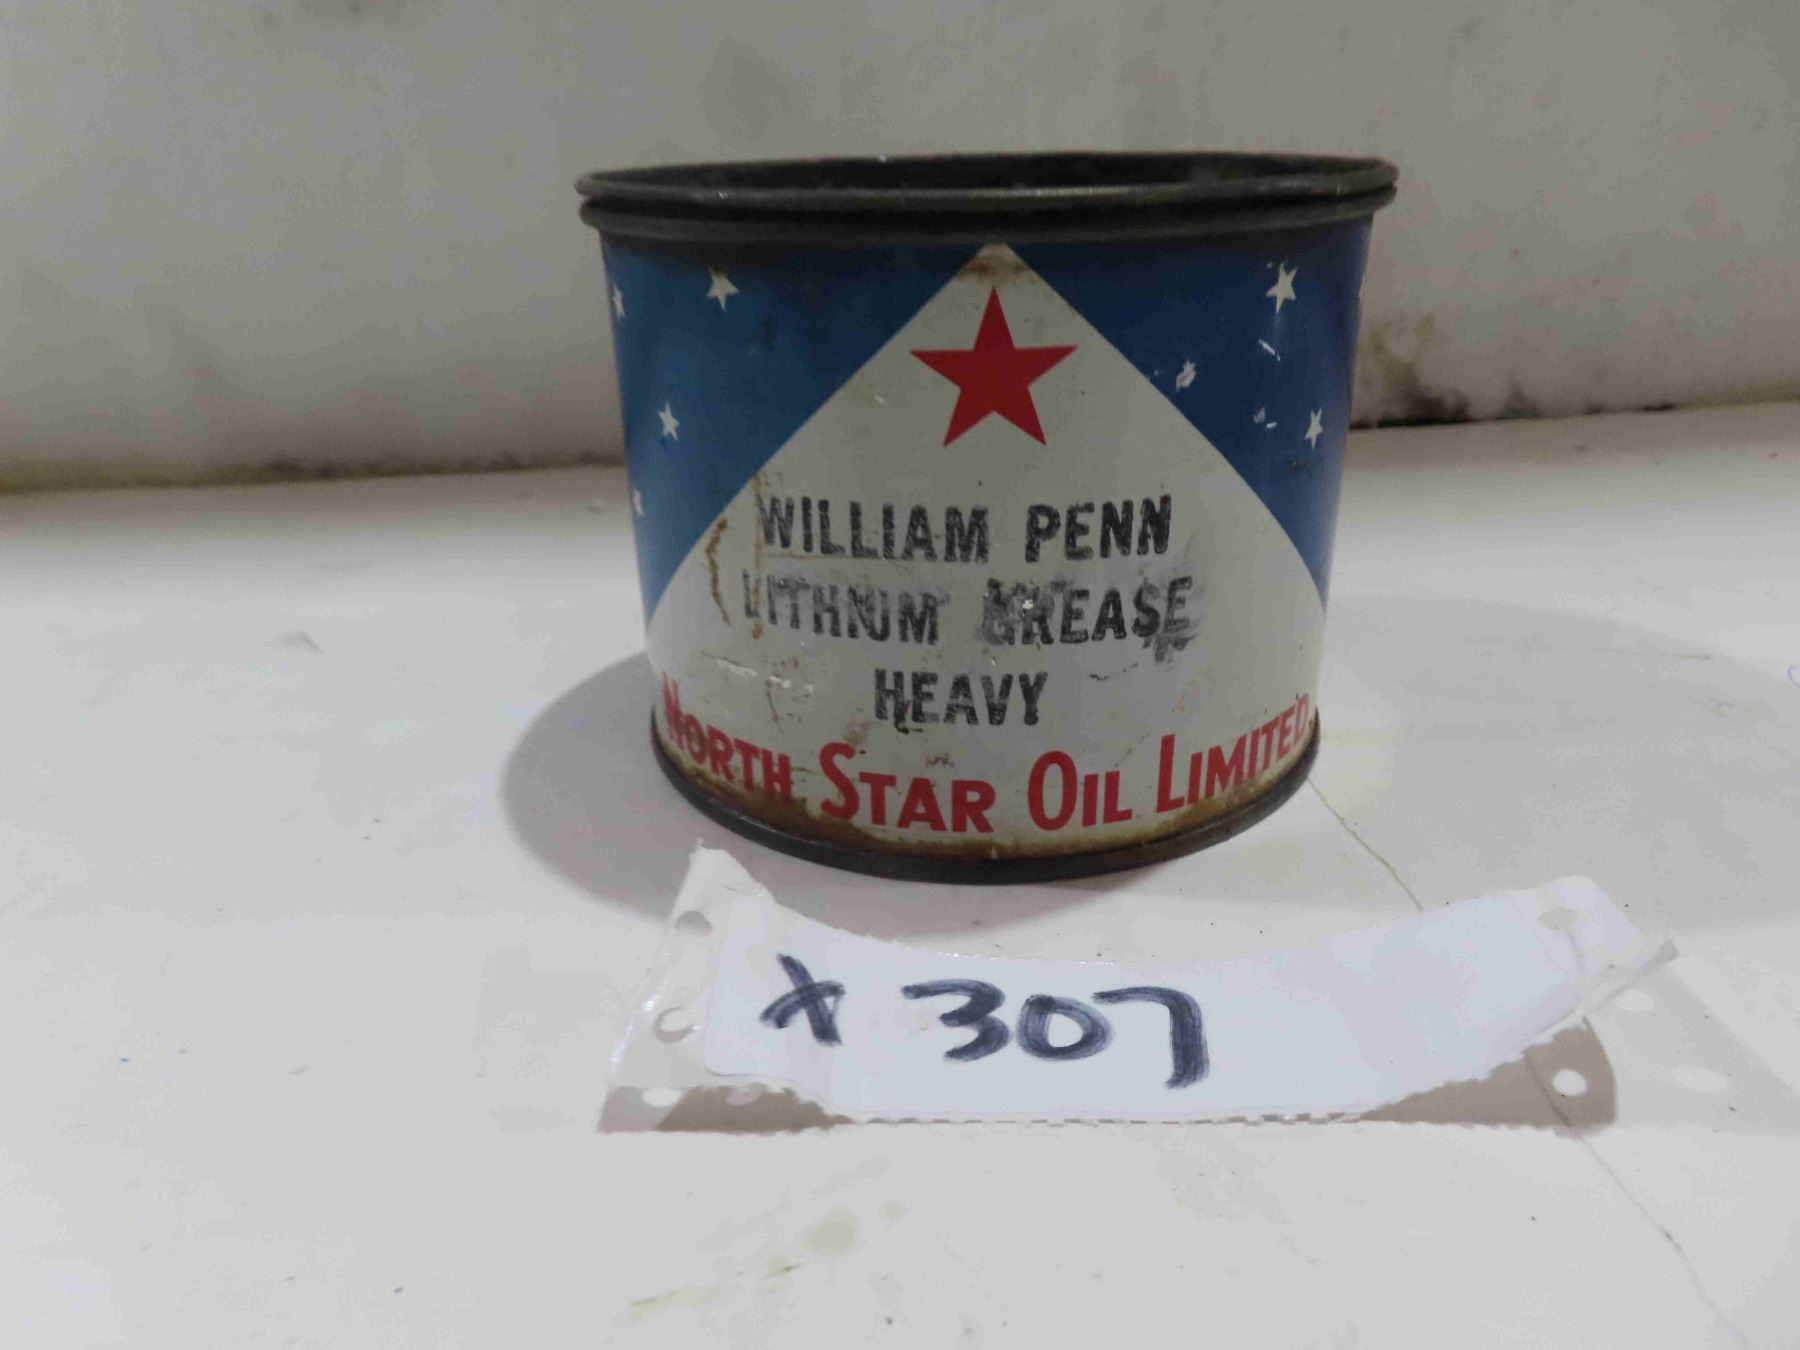 WILLIAM PENN
LITHIUM GREASE
HEAVY
NORTH STAR OIL LIMITED
X 307